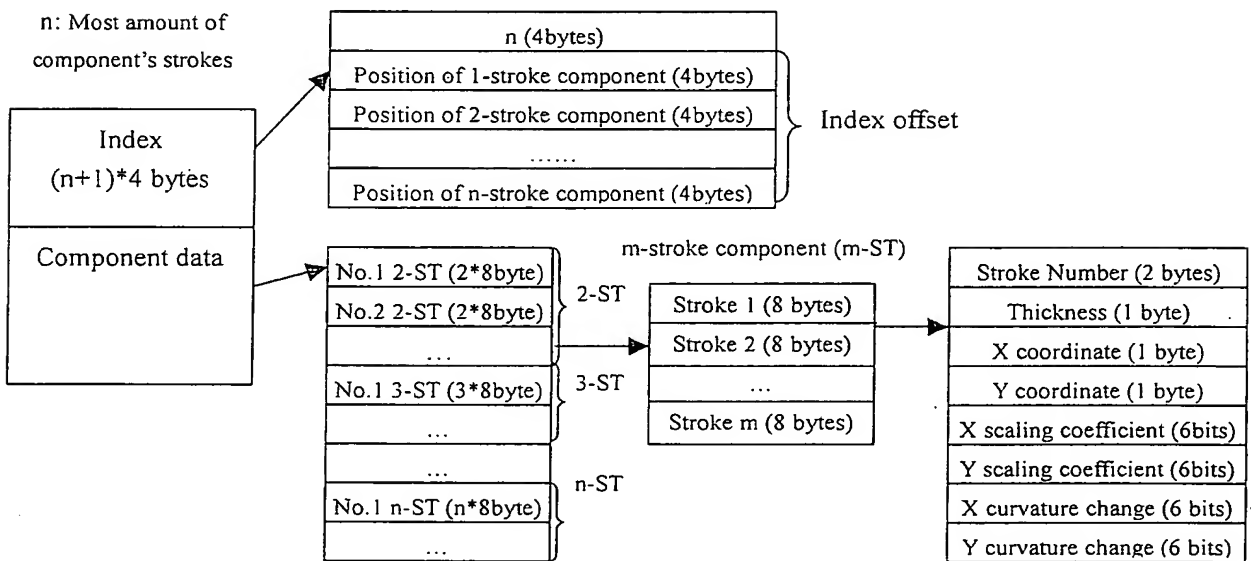 n: Most amount of
component's strokes
Index
(n+1)*4 bytes
Component data
n (4bytes)
Position of 1-stroke component (4bytes)
Position of 2-stroke component (4bytes)
......
Position of n-stroke component (4bytes)
Index offset
No.1 2-ST (2*8byte)
No.2 2-ST (2*8byte)
...
No.1 3-ST (3*8byte)
...
...
No.1 n-ST (n*8byte)
...
2-ST
3-ST
n-ST
m-stroke component (m-ST)
Stroke 1 (8 bytes)
Stroke 2 (8 bytes)
...
Stroke m (8 bytes)
Stroke Number (2 bytes)
Thickness (1 byte)
X coordinate (1 byte)
Y coordinate (1 byte)
X scaling coefficient (6bits)
Y scaling coefficient (6bits)
X curvature change (6 bits)
Y curvature change (6 bits)